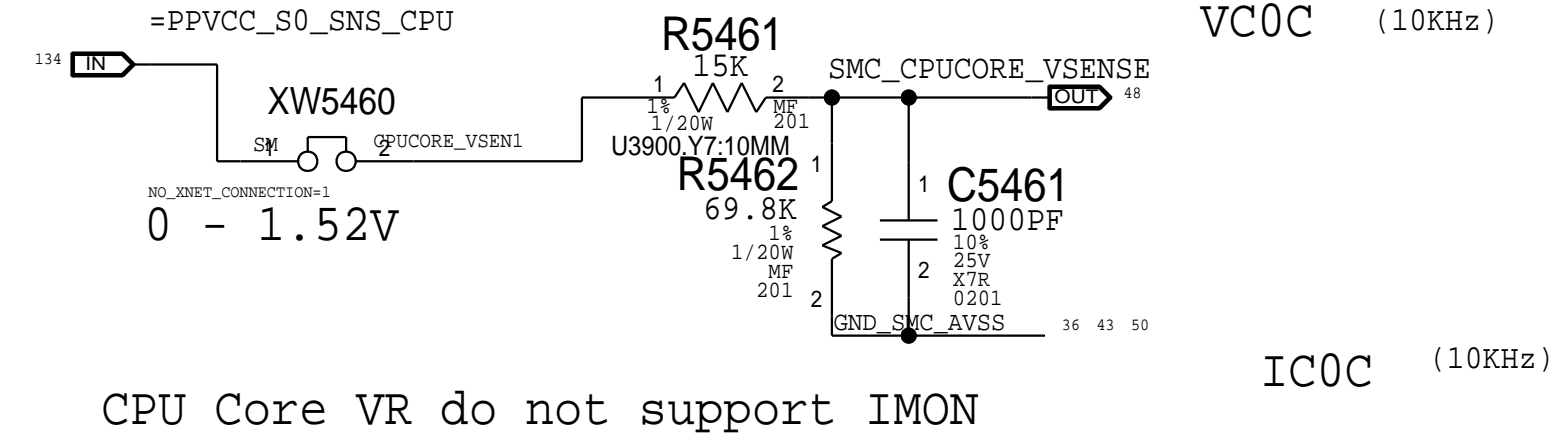 =PPVCC_S0_SNS_CPU
VC0C (10KHz)
R5461
15K
134 IN
SMC_CPUCORE_VSENSE
1 2
1% MF
1/20W 201
OUT 48
XW5460
SM
1 2
CPUCORE_VSEN1
U3900.Y7:10MM
NO_XNET_CONNECTION=1
0 - 1.52V
R5462
1
69.8K
1%
1/20W
MF
201
2
1
C5461
1000PF
10%
25V
X7R
0201
2
GND_SMC_AVSS
36 43 50
IC0C (10KHz)
CPU Core VR do not support IMON